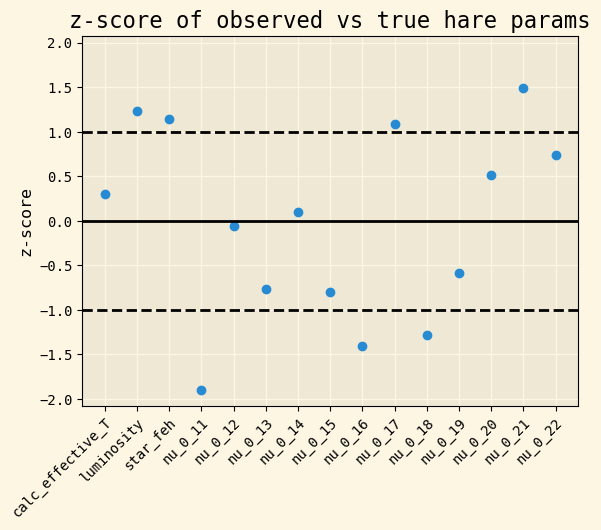 z-score of observed vs true hare params
2.0
1.5
1.0
0.5
0.0
−0.5
−1.0
−1.5
−2.0
z-score
calc_effective_T
luminosity
star_feh
nu_0_11
nu_0_12
nu_0_13
nu_0_14
nu_0_15
nu_0_16
nu_0_17
nu_0_18
nu_0_19
nu_0_20
nu_0_21
nu_0_22